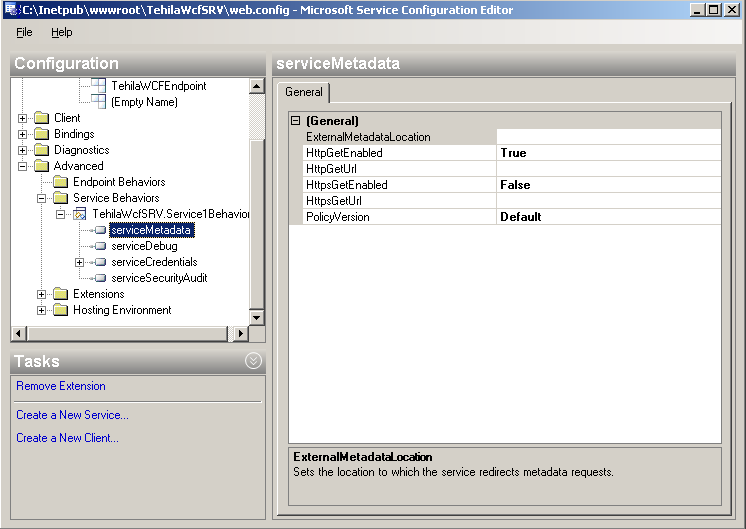 C:\Inetpub\wwwroot\TehilaWcfSRV\web.config - Microsoft Service Configuration Editor
File Help
Configuration
TehilaWCFEndpoint
(Empty Name)
Client
Bindings
Diagnostics
Advanced
Endpoint Behaviors
Service Behaviors
TehilaWcfSRV.Service1Behavior
serviceMetadata
serviceDebug
serviceCredentials
serviceSecurityAudit
Extensions
Hosting Environment
Tasks
Remove Extension
Create a New Service...
Create a New Client...
serviceMetadata
General
(General)
ExternalMetadataLocation
HttpGetEnabled True
HttpGetUrl
HttpsGetEnabled False
HttpsGetUrl
PolicyVersion Default
ExternalMetadataLocation
Sets the location to which the service redirects metadata requests.